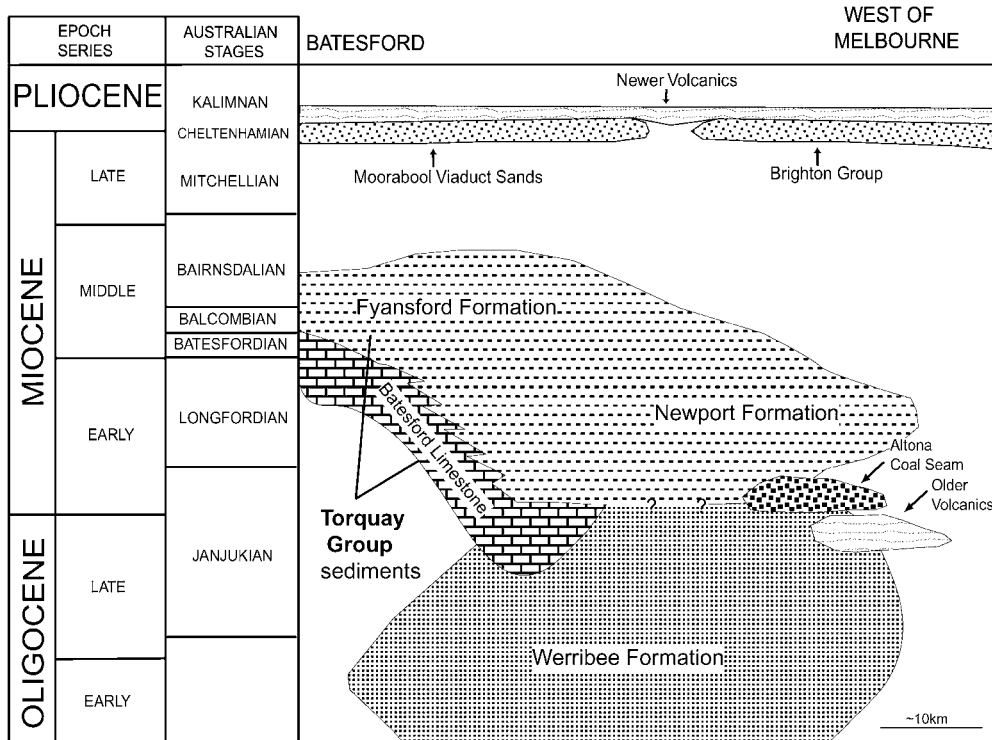 EPOCH
SERIES
AUSTRALIAN
STAGES
BATESFORD
WEST OF
MELBOURNE
PLIOCENE
KALIMNAN
Newer Volcanics
CHELTENHAMIAN
LATE
MITCHELLIAN
Moorabool Viaduct Sands
Brighton Group
MIOCENE
MIDDLE
BAIRNSDALIAN
Fyansford Formation
BALCOMBIAN
BATESFORDIAN
EARLY
LONGFORDIAN
Batesford Limestone
Newport Formation
Altona
Coal Seam
Older
Volcanics
? ?
Torquay
Group
sediments
OLIGOCENE
LATE
JANJUKIAN
Werribee Formation
EARLY
~10km